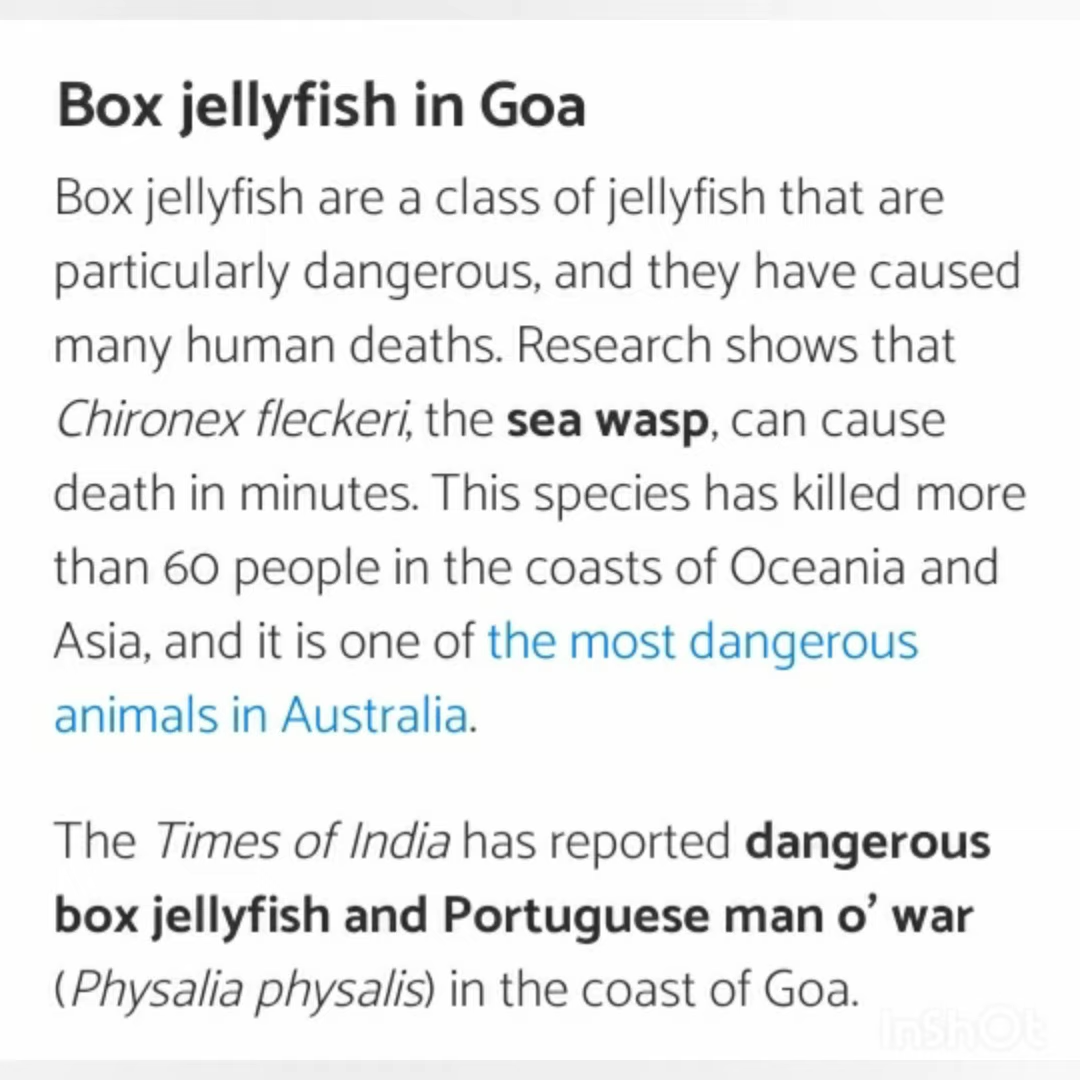 Box jellyfish in Goa
Box jellyfish are a class of jellyfish that are
particularly dangerous, and they have caused
many human deaths. Research shows that
Chironex fleckeri, the sea wasp, can cause
death in minutes. This species has killed more
than 60 people in the coasts of Oceania and
Asia, and it is one of the most dangerous
animals in Australia.
The Times of India has reported dangerous
box jellyfish and Portuguese man o’ war
(Physalia physalis) in the coast of Goa.
InShOt